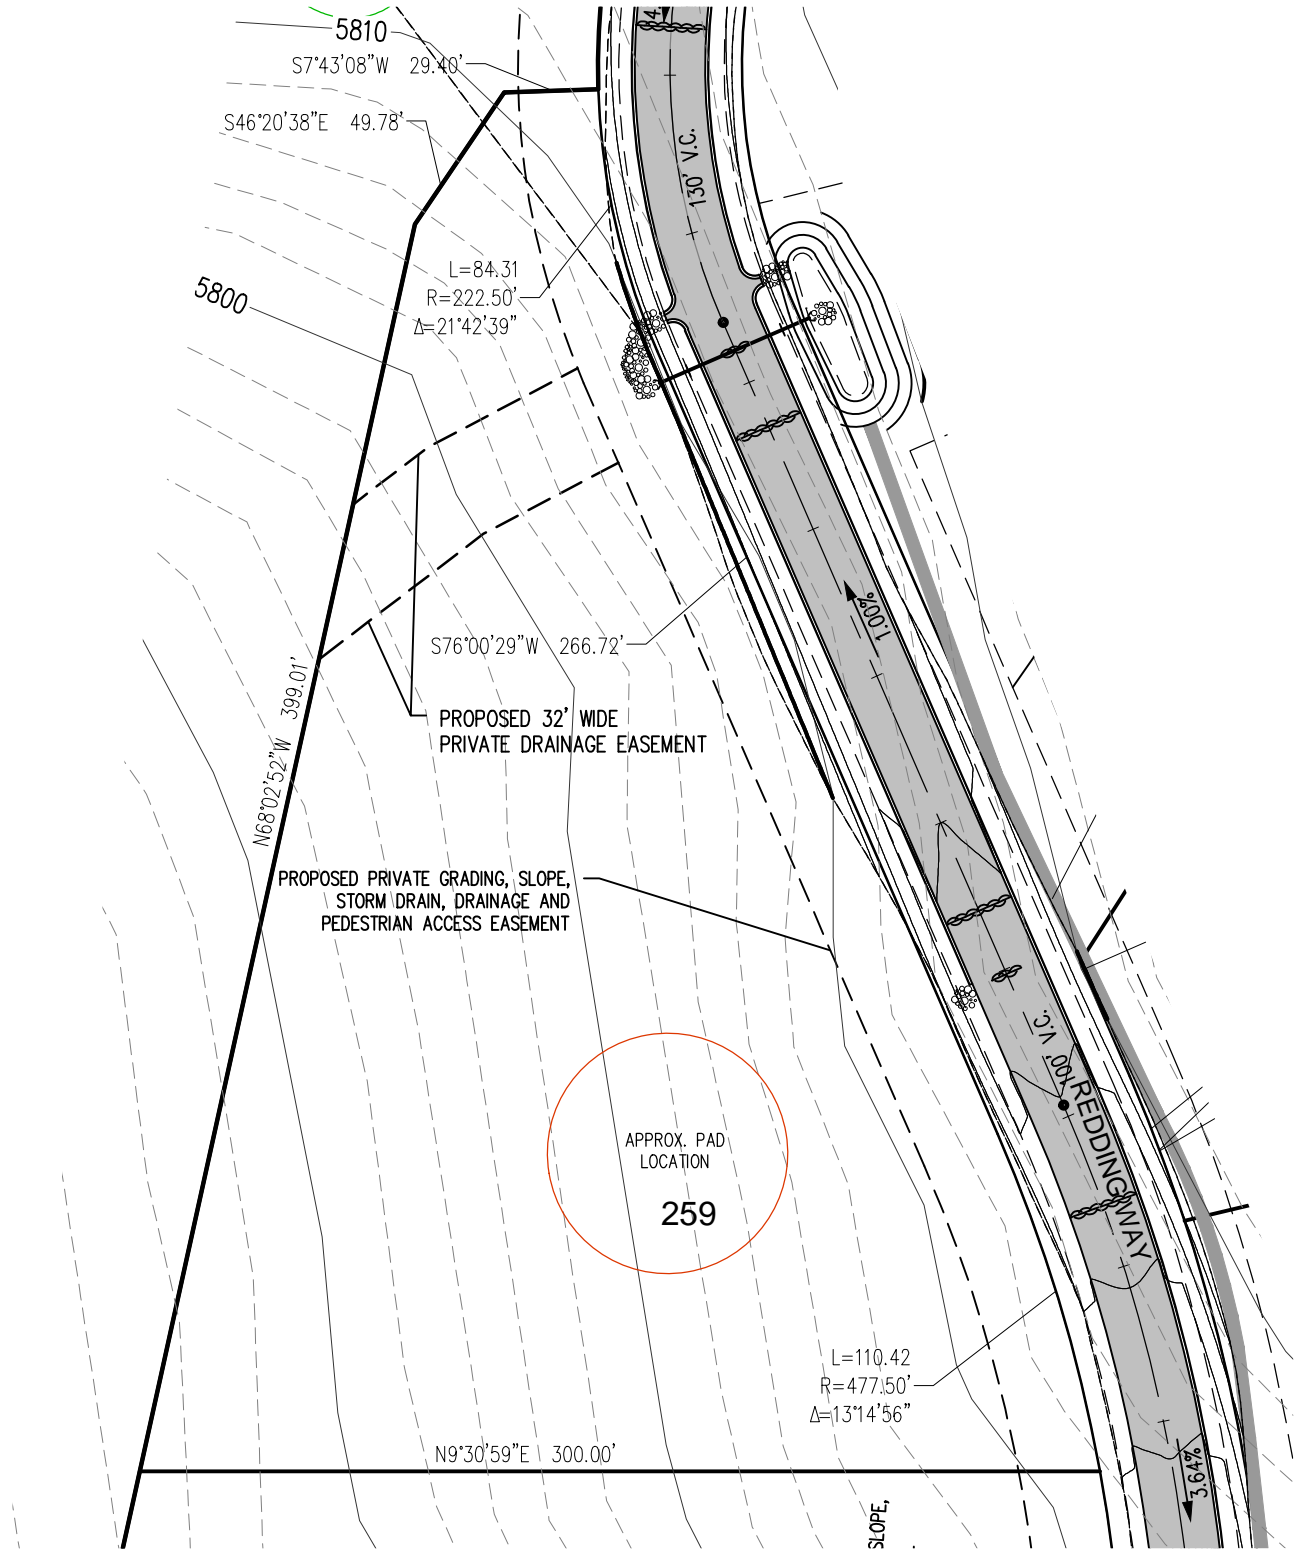 5810
S7°43'08"W 29.40'
S46°20'38"E 49.78'
130' V.C.
L=84.31
R=222.50'
Δ=21°42'39"
5800
1.00%
S76°00'29"W 266.72'
N68°02'52"W 399.01'
PROPOSED 32' WIDE
PRIVATE DRAINAGE EASEMENT
PROPOSED PRIVATE GRADING, SLOPE,
STORM DRAIN, DRAINAGE AND
PEDESTRIAN ACCESS EASEMENT
100' V.C.
REDDING WAY
APPROX. PAD
LOCATION
259
L=110.42
R=477.50'
Δ=13°14'56"
N9°30'59"E 300.00'
3.64%
SLOPE,